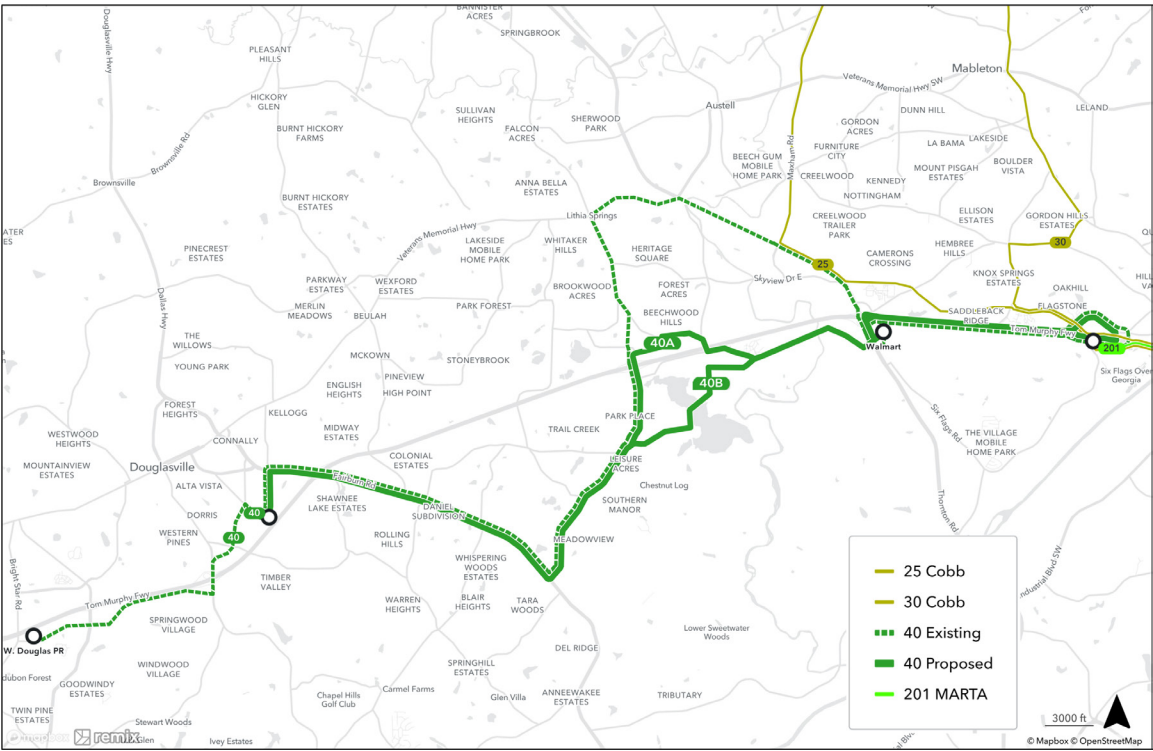 BANNISTER
ACRES
SPRINGBROOK
Douglasville Hwy
PLEASANT
HILLS
Mableton
Veterans Memorial Hwy SW
HICKORY
GLEN
SULLIVAN
HEIGHTS
SHERWOOD
PARK
Austell
DUNN HILL
LELAND
BURNT HICKORY
FARMS
FALCON
ACRES
GORDON
ACRES
Brownsville Rd
Maxham Rd
LA BAMA
LAKESIDE
FURNITURE
CITY
BEECH GUM
MOBILE
HOME PARK
CREELWOOD
MOUNT PISGAH
ESTATES
BOULDER
VISTA
Brownsville
ANNA BELLA
ESTATES
KENNEDY
NOTTINGHAM
BURNT HICKORY
ESTATES
Lithia Springs
CREELWOOD
TRAILER
PARK
ELLISON
ESTATES
GORDON HILLS
ESTATES
ATER
ES
Veterans Memorial Hwy
30
PINECREST
ESTATES
LAKESIDE
MOBILE
HOME PARK
WHITAKER
HILLS
HERITAGE
SQUARE
CAMERONS
CROSSING
HEMBREE
HILLS
25
Skyview Dr E
KNOX SPRINGS
ESTATES
HILL
VA
PARKWAY
ESTATES
WEXFORD
ESTATES
BROOKWOOD
ACRES
FOREST
ACRES
OAKHILL
Dallas Hwy
MERLIN
MEADOWS
BEULAH
PARK FOREST
BEECHWOOD
HILLS
SADDLEBACK
RIDGE
FLAGSTONE
Tom Murphy Fwy
THE
WILLOWS
40A
Walmart
201
YOUNG PARK
MCKOWN
STONEYBROOK
Six Flags Over
Georgia
PINEVIEW
40B
ENGLISH
HEIGHTS
HIGH POINT
FOREST
HEIGHTS
KELLOGG
PARK PLACE
Six Flags Rd
WESTWOOD
HEIGHTS
CONNALLY
MIDWAY
ESTATES
TRAIL CREEK
THE VILLAGE
MOBILE
HOME PARK
MOUNTAINVIEW
ESTATES
Douglasville
COLONIAL
ESTATES
LEISURE
ACRES
ALTA VISTA
Fairburn Rd
Chestnut Log
SHAWNEE
LAKE ESTATES
DANIEL
SUBDIVISION
SOUTHERN
MANOR
Thornton Rd
DORRIS
40
WESTERN
PINES
40
ROLLING
HILLS
MEADOWVIEW
WHISPERING
WOODS
ESTATES
Bright Star Rd
TIMBER
VALLEY
Industrial Blvd SW
Tom Murphy Fwy
WARREN
HEIGHTS
BLAIR
HEIGHTS
TARA
WOODS
SPRINGWOOD
VILLAGE
Lower Sweetwater
Woods
W. Douglas PR
DEL RIDGE
WINDWOOD
VILLAGE
SPRINGHILL
ESTATES
dubon Forest
GOODWINDY
ESTATES
Chapel Hills
Golf Club
Carmel Farms
Glen Villa
ANNEEWAKEE
ESTATES
TRIBUTARY
TWIN PINE
ESTATES
Stewart Woods
Ivey Estates
mapbox
remix
25 Cobb
30 Cobb
40 Existing
40 Proposed
201 MARTA
3000 ft
© Mapbox © OpenStreetMap